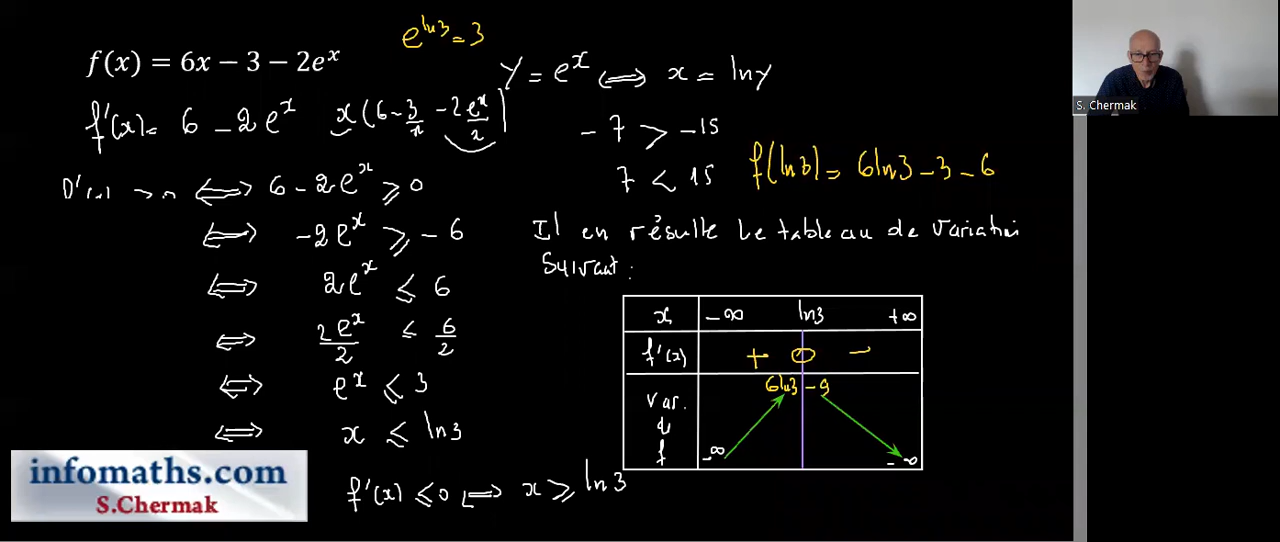 e^{ln3} = 3
f(x) = 6x − 3 − 2e^x
y = e^x ⟺ x = ln y
f'(x) = 6 − 2e^x
x(6 − 3/x − 2e^x/x)
−7 > −15
7 < 15
f(ln3) = 6ln3 − 3 − 6
⟺ 6 − 2e^x ≥ 0
⟺ −2e^x ≥ −6
⟺ 2e^x ≤ 6
⟺ 2e^x/2 ≤ 6/2
⟺ e^x ≤ 3
⟺ x ≤ ln3
f'(x) ≤ 0 ⟺ x ≥ ln3
Il en résulte le tableau de variation
Suivant :
x −∞ ln3 +∞
f'(x) + 0 −
6ln3 − 9
Var.
d
f −∞ −∞
infomaths.com
S.Chermak
S. Chermak